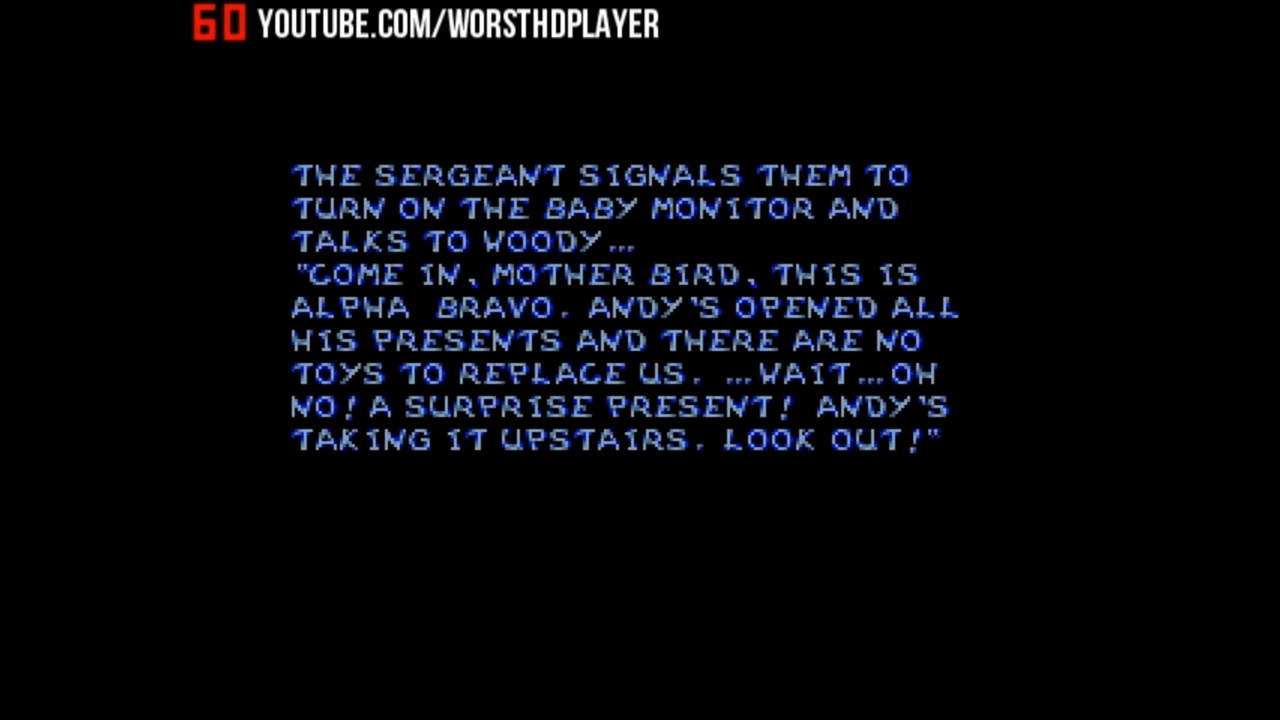 60 YOUTUBE.COM/WORSTHDPLAYER
THE SERGEANT SIGNALS THEM TO
TURN ON THE BABY MONITOR AND
TALKS TO WOODY...
"COME IN, MOTHER BIRD, THIS IS
ALPHA BRAVO. ANDY'S OPENED ALL
HIS PRESENTS AND THERE ARE NO
TOYS TO REPLACE US. ...WAIT...OH
NO! A SURPRISE PRESENT! ANDY'S
TAKING IT UPSTAIRS. LOOK OUT!"